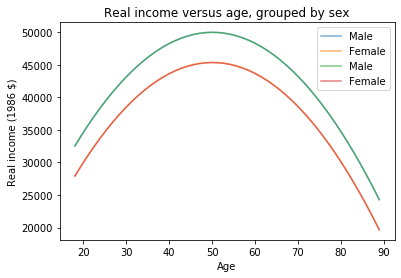 Real income versus age, grouped by sex
Male
Female
Male
Female
50000
45000
40000
35000
30000
25000
20000
Real income (1986 $)
20 30 40 50 60 70 80 90
Age